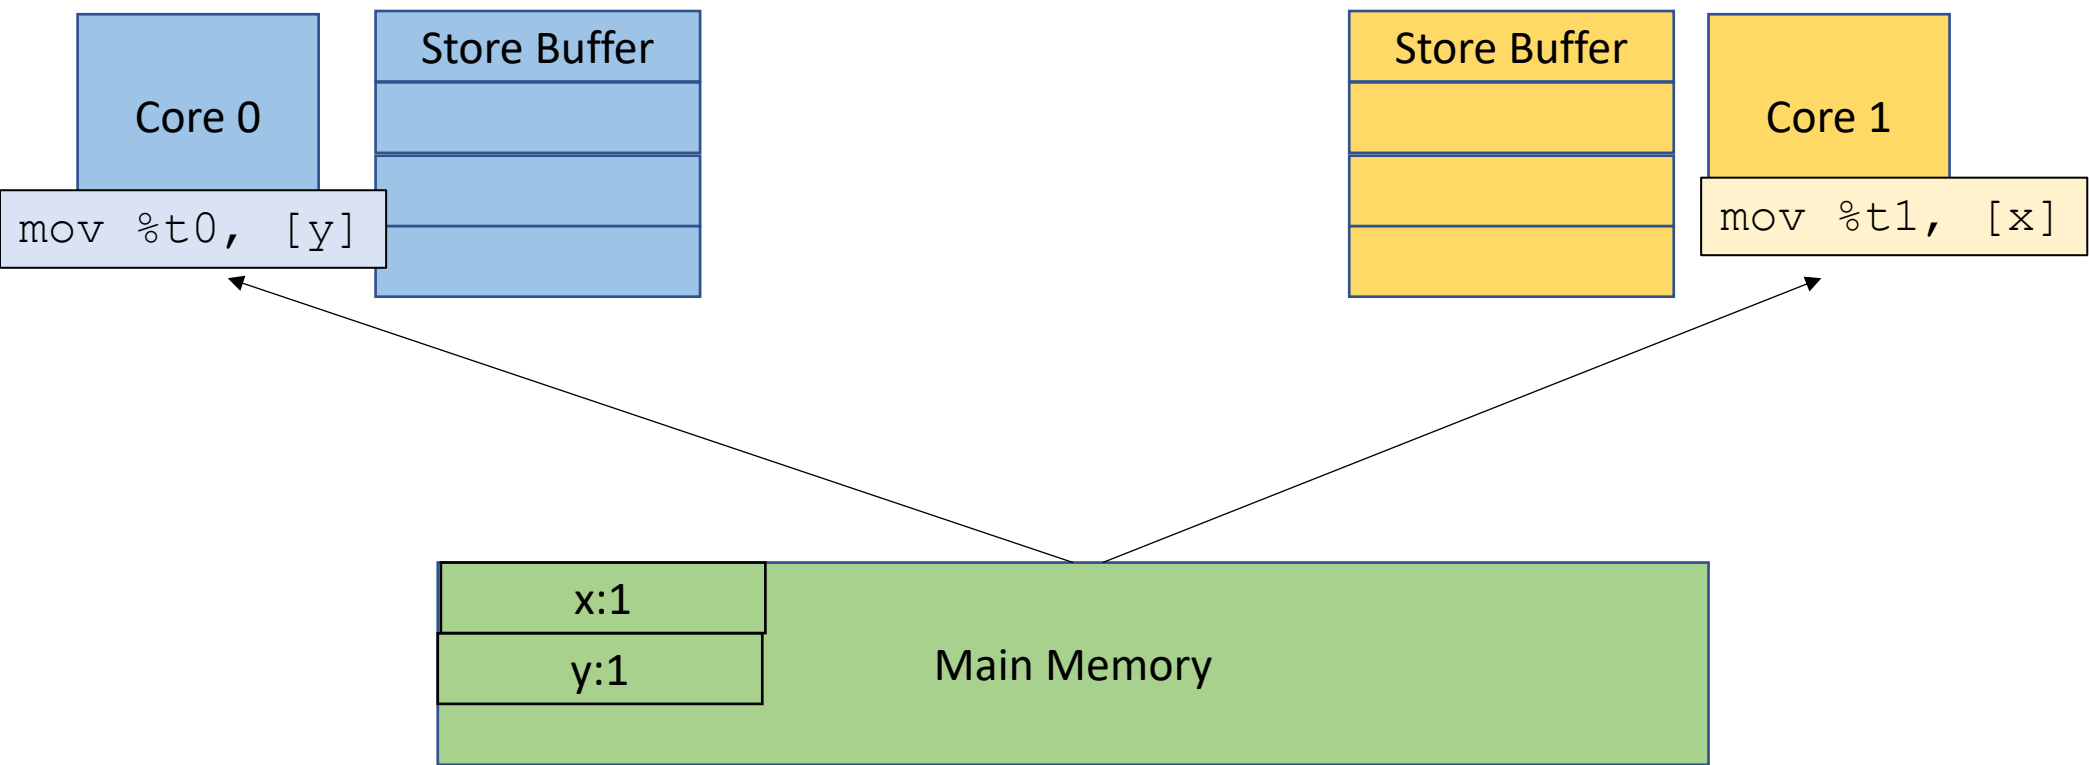 Store Buffer
Store Buffer
Core 0
Core 1
mov %t0, [y]
mov %t1, [x]
x:1
y:1
Main Memory